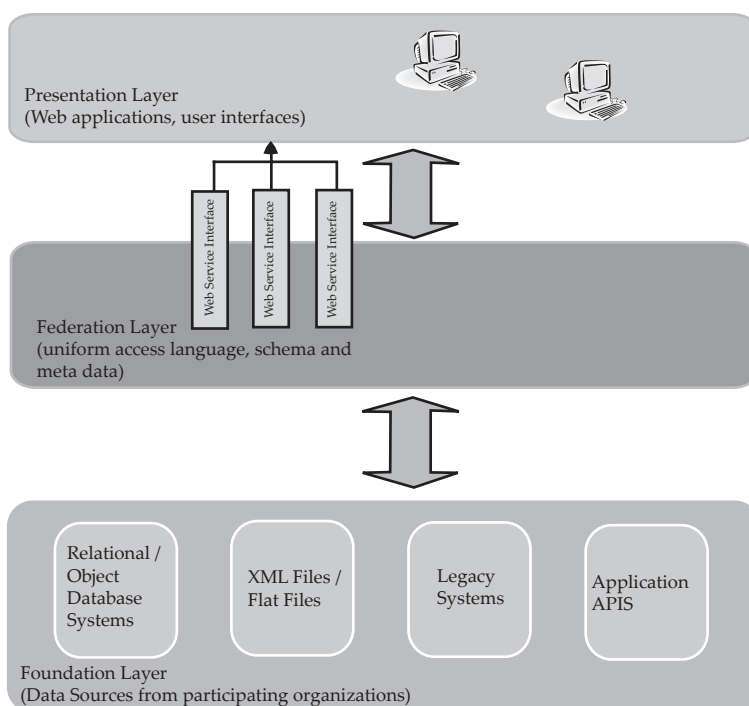 Presentation Layer
(Web applications, user interfaces)
Web Service Interface
Web Service Interface
Web Service Interface
Federation Layer
(uniform access language, schema and
meta data)
Relational /
Object
Database
Systems
XML Files /
Flat Files
Legacy
Systems
Application
APIS
Foundation Layer
(Data Sources from participating organizations)